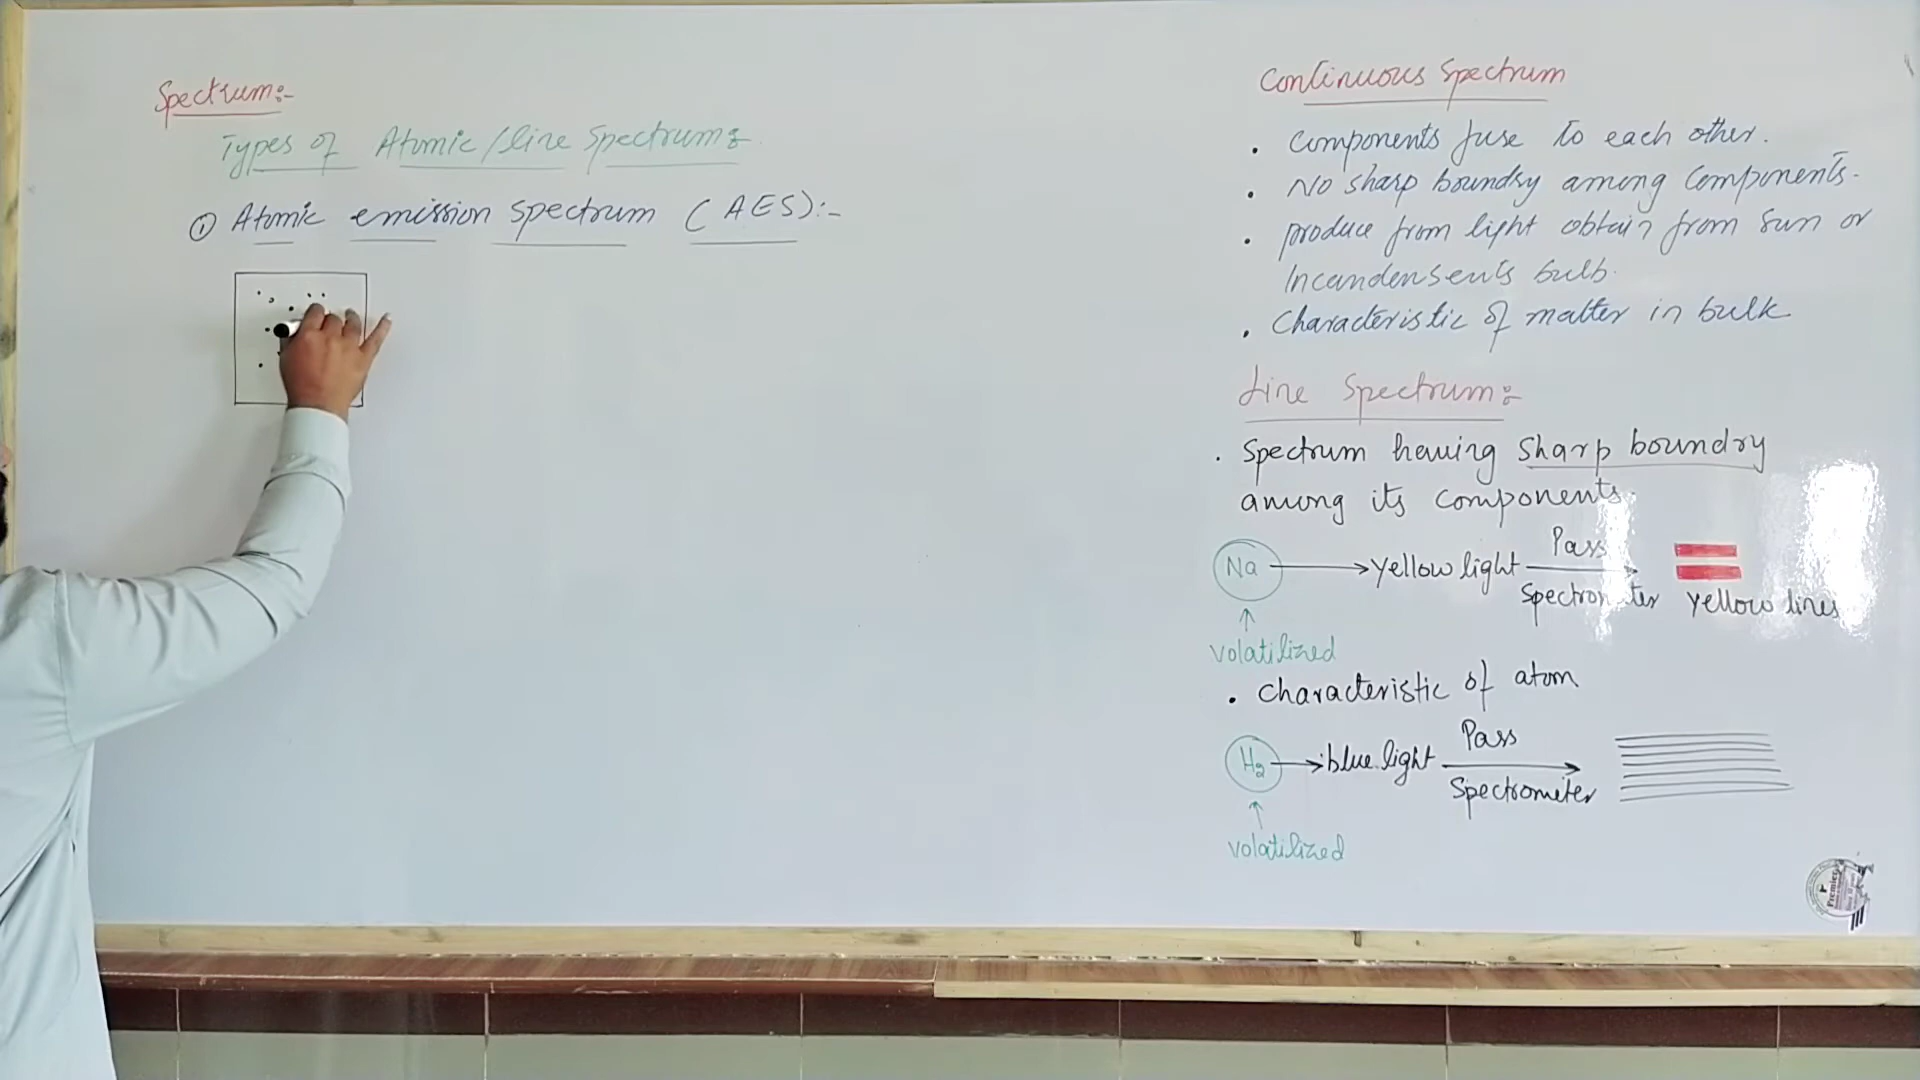 Spectrum:-
Types of Atomic/line Spectrum:
① Atomic emission spectrum (AES):-
Continuous Spectrum
. Components fuse to each other.
. No sharp boundry among Components.
. produce from light obtain from sun or
Incandensents bulb.
. Characteristic of matter in bulk
Line Spectrum:
. Spectrum having sharp boundry
among its components.
Na → yellow light Pass
Spectrometer yellow lines
↑
volatilized
. Characteristic of atom
Pass
→ blue light
Spectrometer
↑
volatilized
Premiers